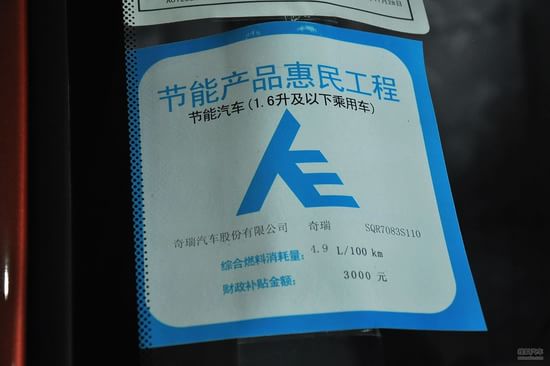 节能产品惠民工程
节能汽车(1.6升及以下乘用车)
奇瑞汽车股份有限公司 奇瑞 SQR7083S110
综合燃料消耗量: 4.9 L/100 km
财政补贴金额: 3000 元